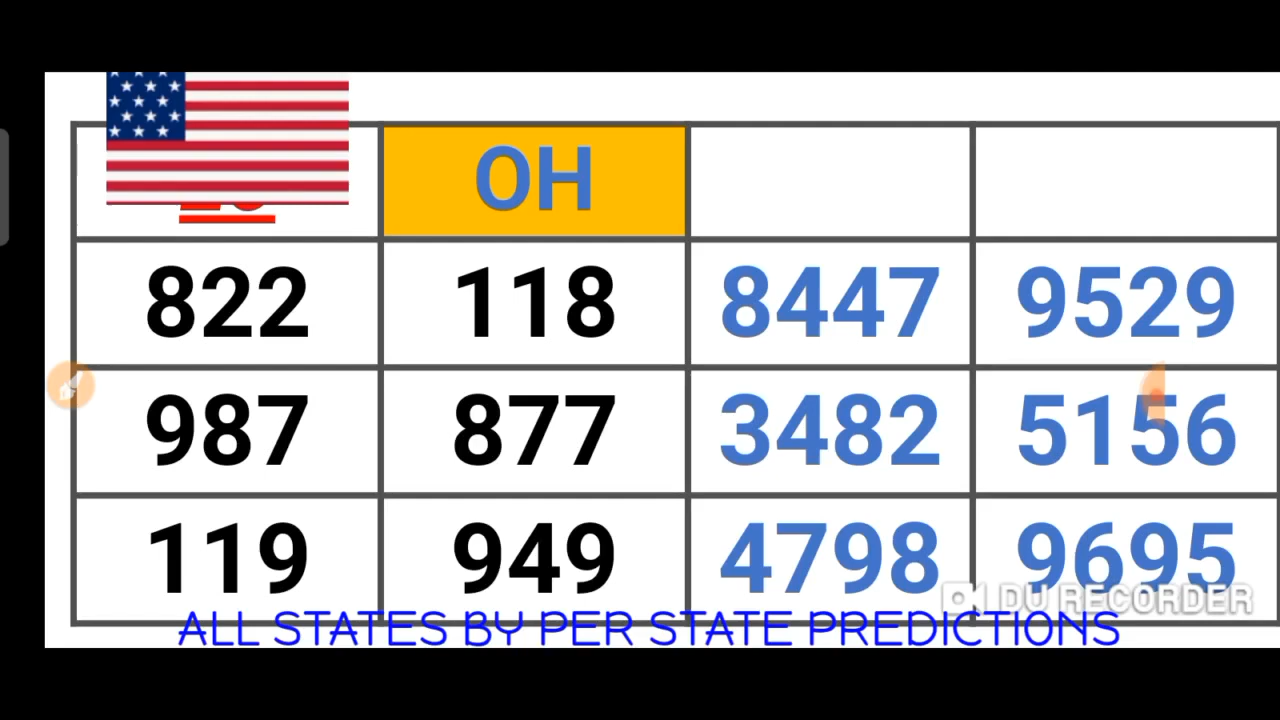 OH
822 118 8447 9529
987 877 3482 5156
119 949 4798 9695
DU RECORDER
ALL STATES BY PER STATE PREDICTIONS